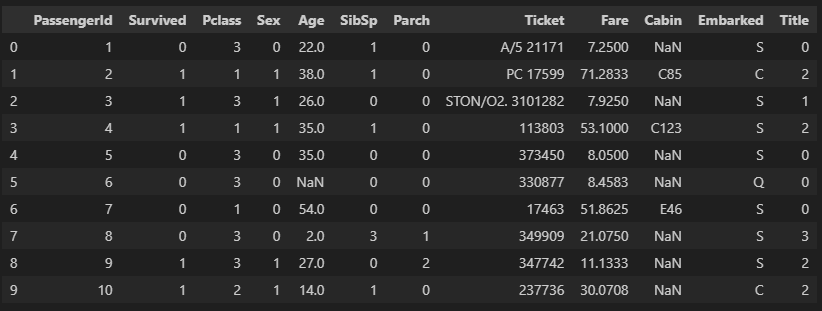 PassengerId Survived Pclass Sex Age SibSp Parch Ticket Fare Cabin Embarked Title
0 1 0 3 0 22.0 1 0 A/5 21171 7.2500 NaN S 0
1 2 1 1 1 38.0 1 0 PC 17599 71.2833 C85 C 2
2 3 1 3 1 26.0 0 0 STON/O2. 3101282 7.9250 NaN S 1
3 4 1 1 1 35.0 1 0 113803 53.1000 C123 S 2
4 5 0 3 0 35.0 0 0 373450 8.0500 NaN S 0
5 6 0 3 0 NaN 0 0 330877 8.4583 NaN Q 0
6 7 0 1 0 54.0 0 0 17463 51.8625 E46 S 0
7 8 0 3 0 2.0 3 1 349909 21.0750 NaN S 3
8 9 1 3 1 27.0 0 2 347742 11.1333 NaN S 2
9 10 1 2 1 14.0 1 0 237736 30.0708 NaN C 2